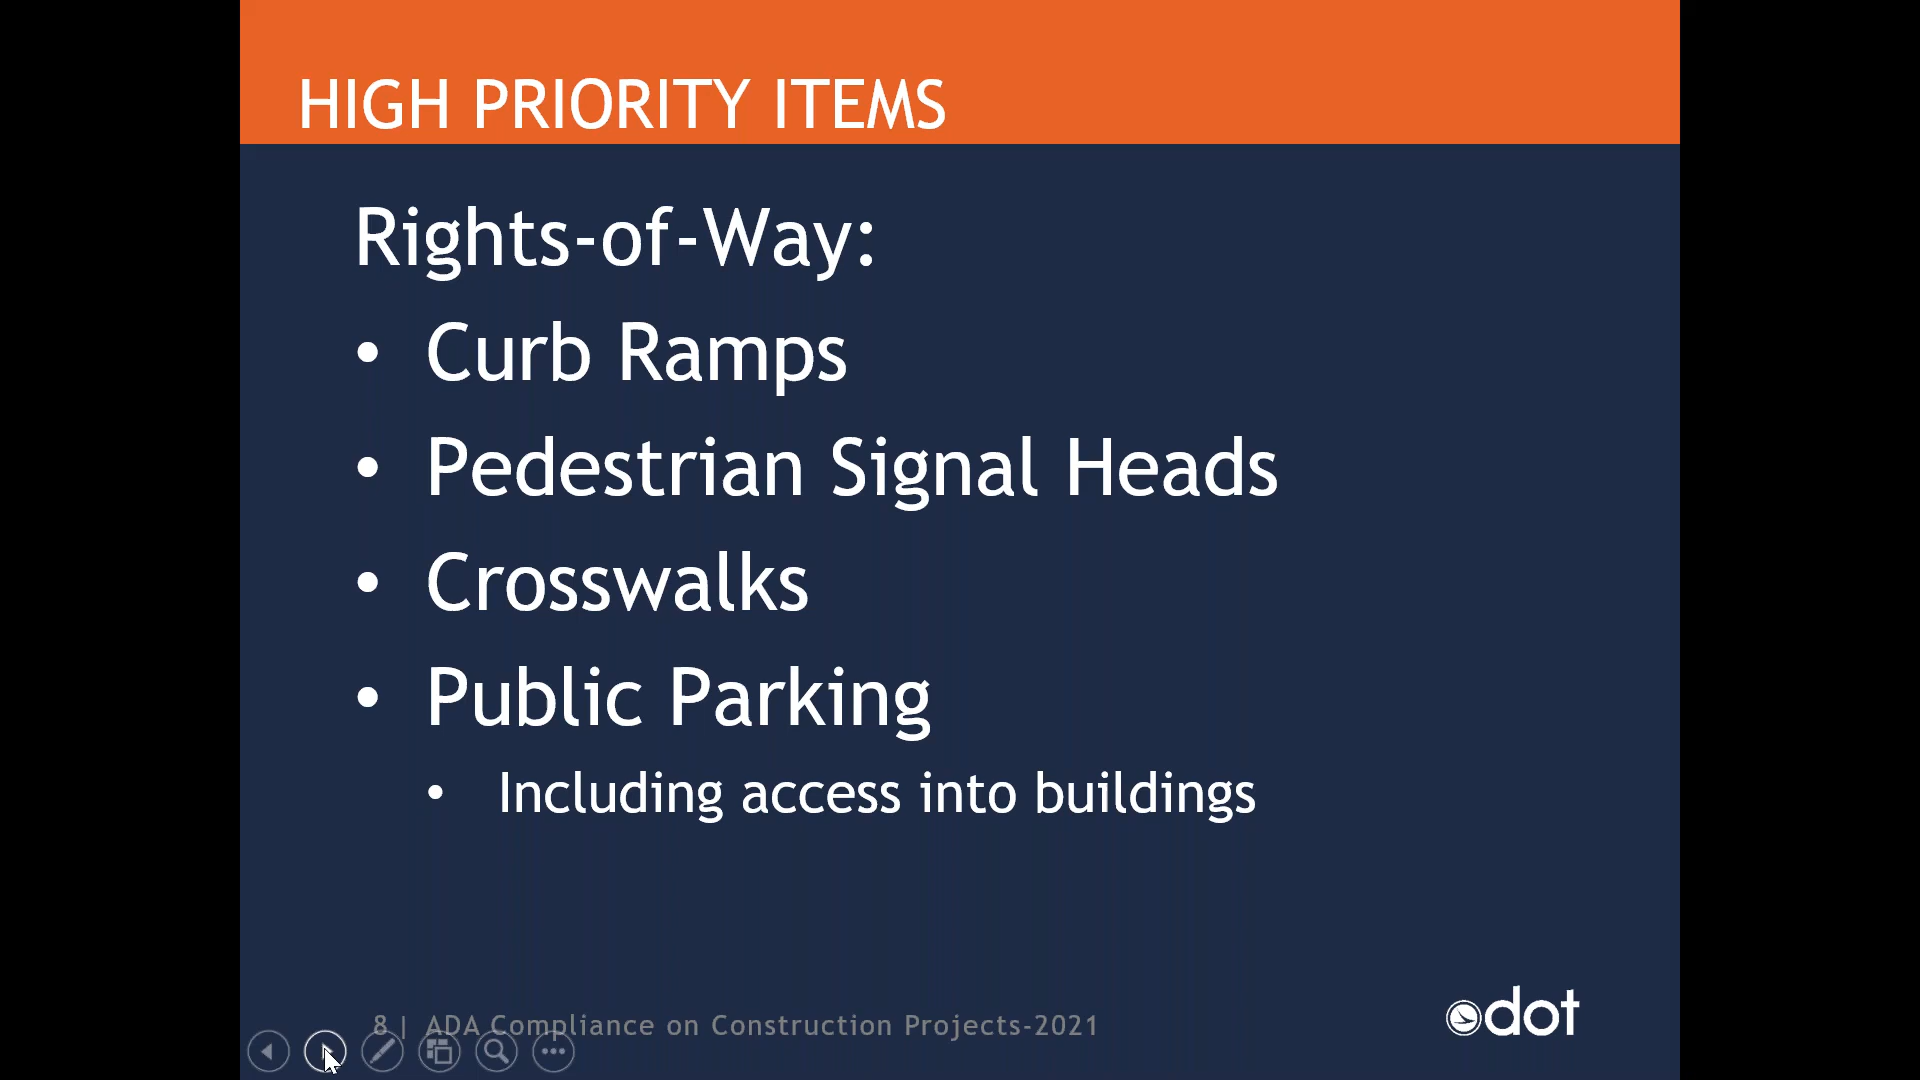 HIGH PRIORITY ITEMS
Rights-of-Way:
• Curb Ramps
• Pedestrian Signal Heads
• Crosswalks
• Public Parking
• Including access into buildings
8 | ADA Compliance on Construction Projects-2021
dot